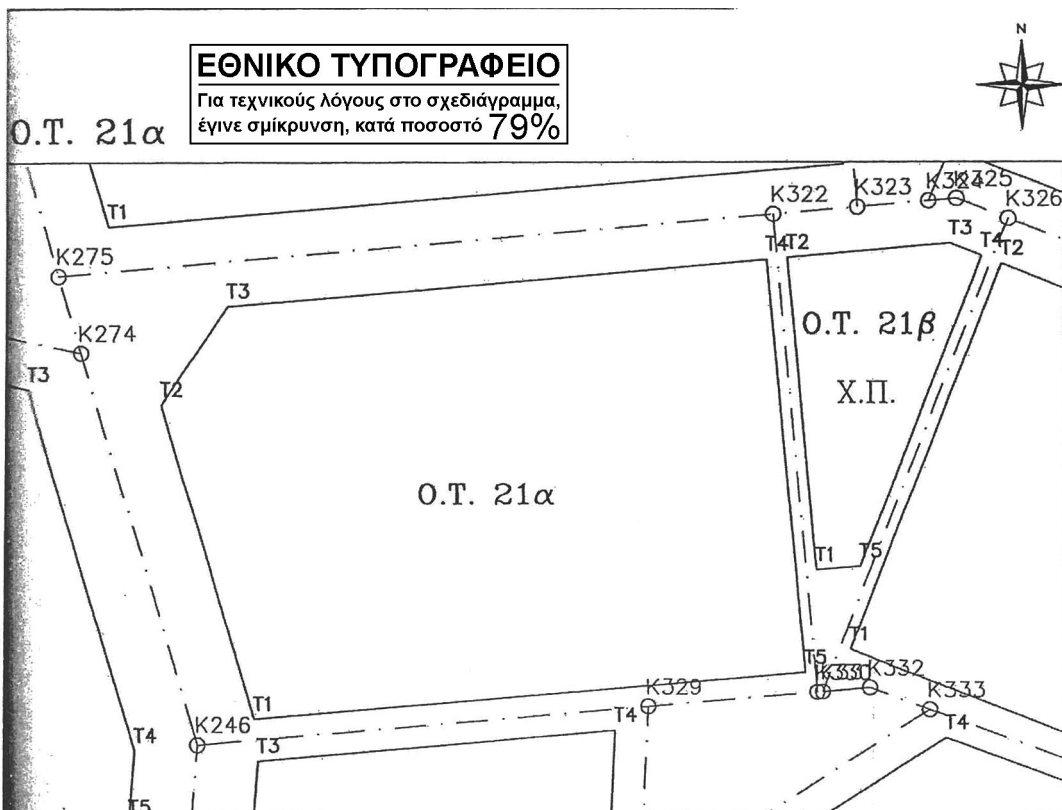 N
ΕΘΝΙΚΟ ΤΥΠΟΓΡΑΦΕΙΟ
Για τεχνικούς λόγους στο σχεδιάγραμμα,
έγινε σμίκρυνση, κατά ποσοστό 79%
Ο.Τ. 21α
T1
K322
K323
K324
K325
K326
K275
T3
T4
T2
T3
T4
T2
K274
T3
T2
Ο.Τ. 21β
Χ.Π.
Ο.Τ. 21α
T1
T5
T1
T5
K330
K332
K333
K329
T1
T4
T4
K246
T3
T4
T5